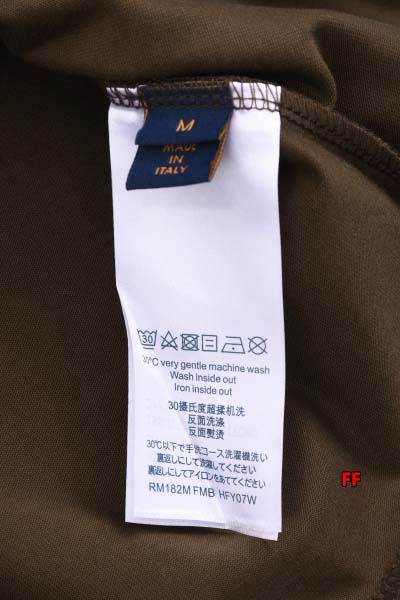 M
MADE
IN
ITALY
30
30°C very gentle machine wash
Wash inside out
Iron inside out
30摄氏度超揉机洗
反面洗涤
反面熨烫
30℃以下で手洗コース洗濯機洗い
裏返しにして洗濯してください
裏返しにしてアイロンをあててください
RM182M FMB HFY07W
FF